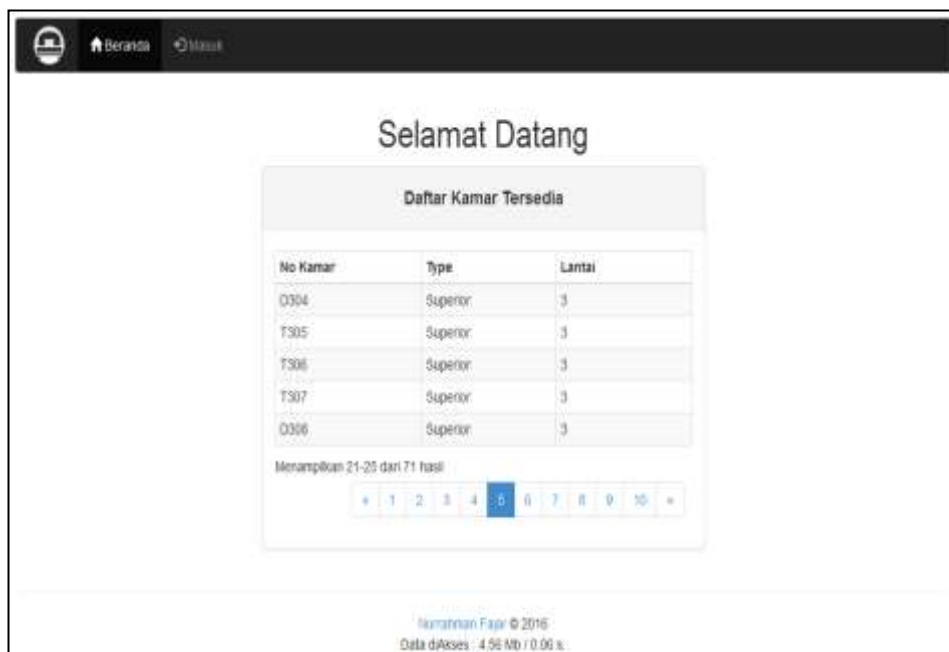 Beranda Masuk
Selamat Datang
Daftar Kamar Tersedia
No Kamar Type Lantai
D304 Superior 3
T305 Superior 3
T306 Superior 3
T307 Superior 3
Superior 3
Menampilkan 21-25 dari 71 hasil
« 1 2 3 4 5 6 7 8 9 10 »
Nurrahman Fajar © 2016
Data diAkses : 4.56 Mb / 0.06 s